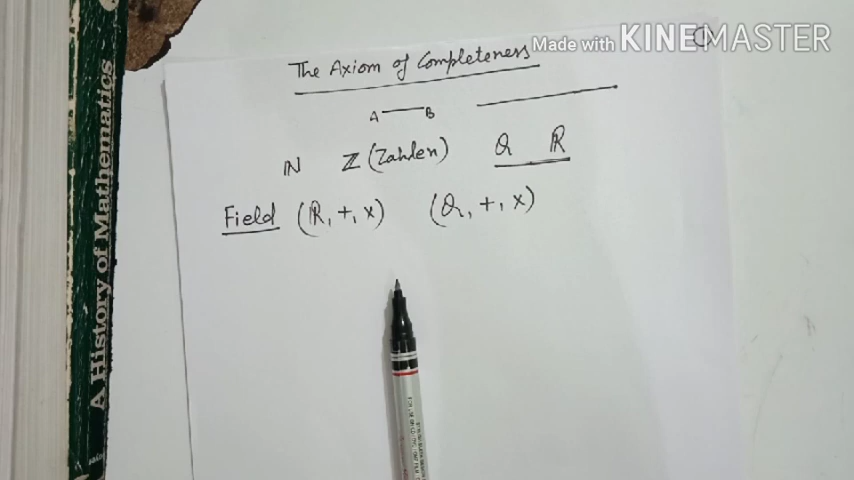 Made with KINEMASTER
The Axiom of Completeness
A B
ℕ ℤ (Zahlen) ℚ ℝ
Field (ℝ, +, ×) (ℚ, +, ×)
A History of Mathematics